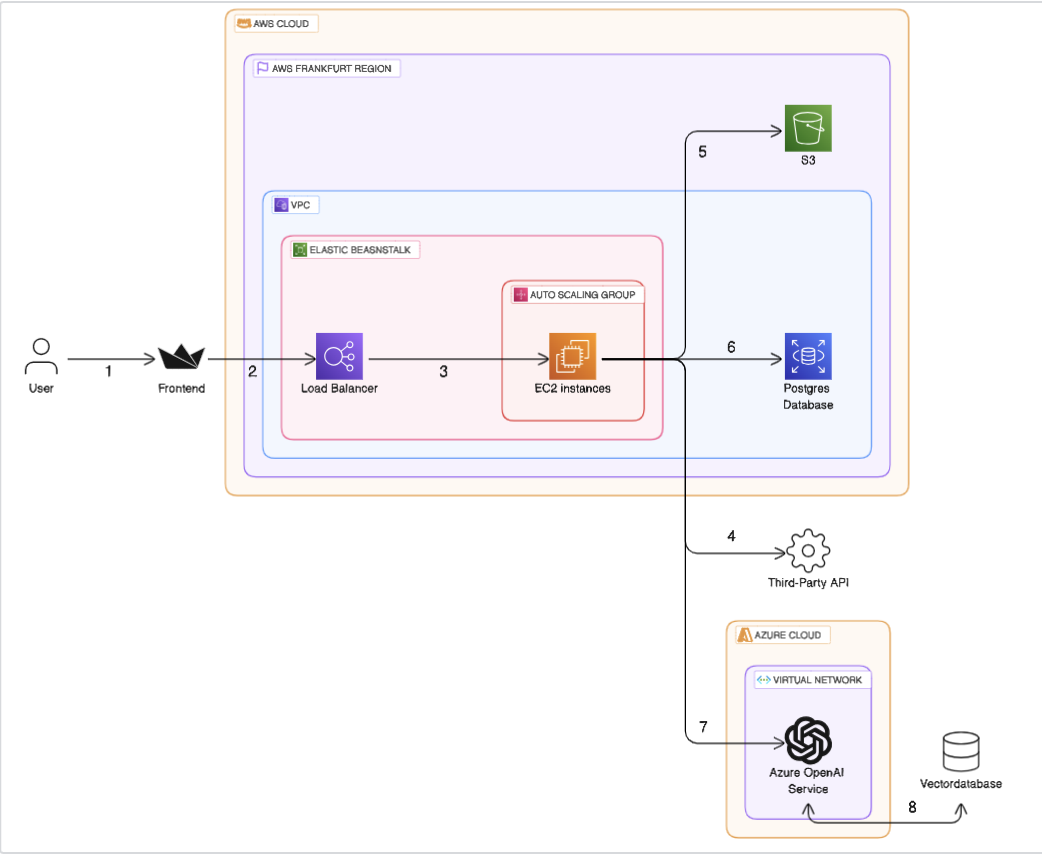 AWS CLOUD
AWS FRANKFURT REGION
5
S3
VPC
ELASTIC BEASNSTALK
AUTO SCALING GROUP
1
2
3
6
User
Frontend
Load Balancer
EC2 instances
Postgres
Database
4
Third-Party API
AZURE CLOUD
VIRTUAL NETWORK
7
Azure OpenAI
Service
Vectordatabase
8